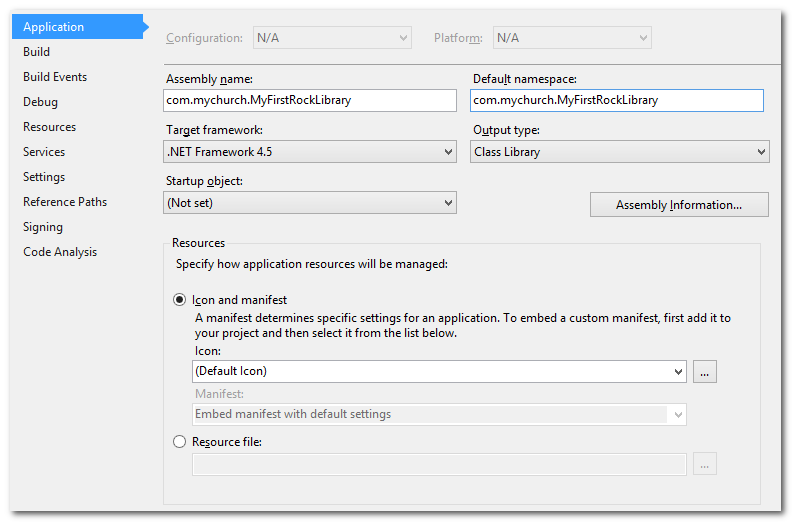 Application
Build
Build Events
Debug
Resources
Services
Settings
Reference Paths
Signing
Code Analysis
Configuration: N/A Platform: N/A
Assembly name: Default namespace:
com.mychurch.MyFirstRockLibrary com.mychurch.MyFirstRockLibrary
Target framework: Output type:
.NET Framework 4.5 Class Library
Startup object:
(Not set) Assembly Information...
Resources
Specify how application resources will be managed:
Icon and manifest
A manifest determines specific settings for an application. To embed a custom manifest, first add it to
your project and then select it from the list below.
Icon:
(Default Icon) ...
Manifest:
Embed manifest with default settings
Resource file:
...